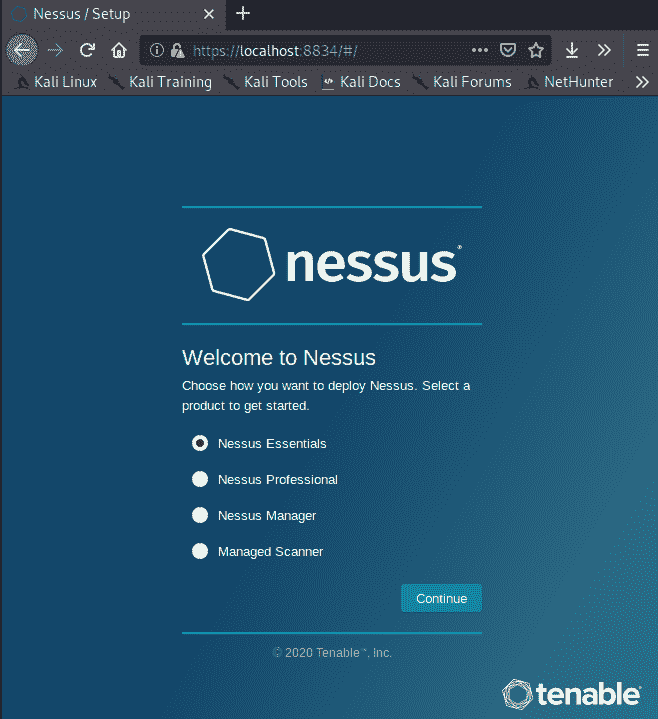 Nessus / Setup
https://localhost:8834/#/
Kali Linux Kali Training Kali Tools Kali Docs Kali Forums NetHunter
nessus®
Welcome to Nessus
Choose how you want to deploy Nessus. Select a
product to get started.
Nessus Essentials
Nessus Professional
Nessus Manager
Managed Scanner
Continue
© 2020 Tenable™, Inc.
tenable®